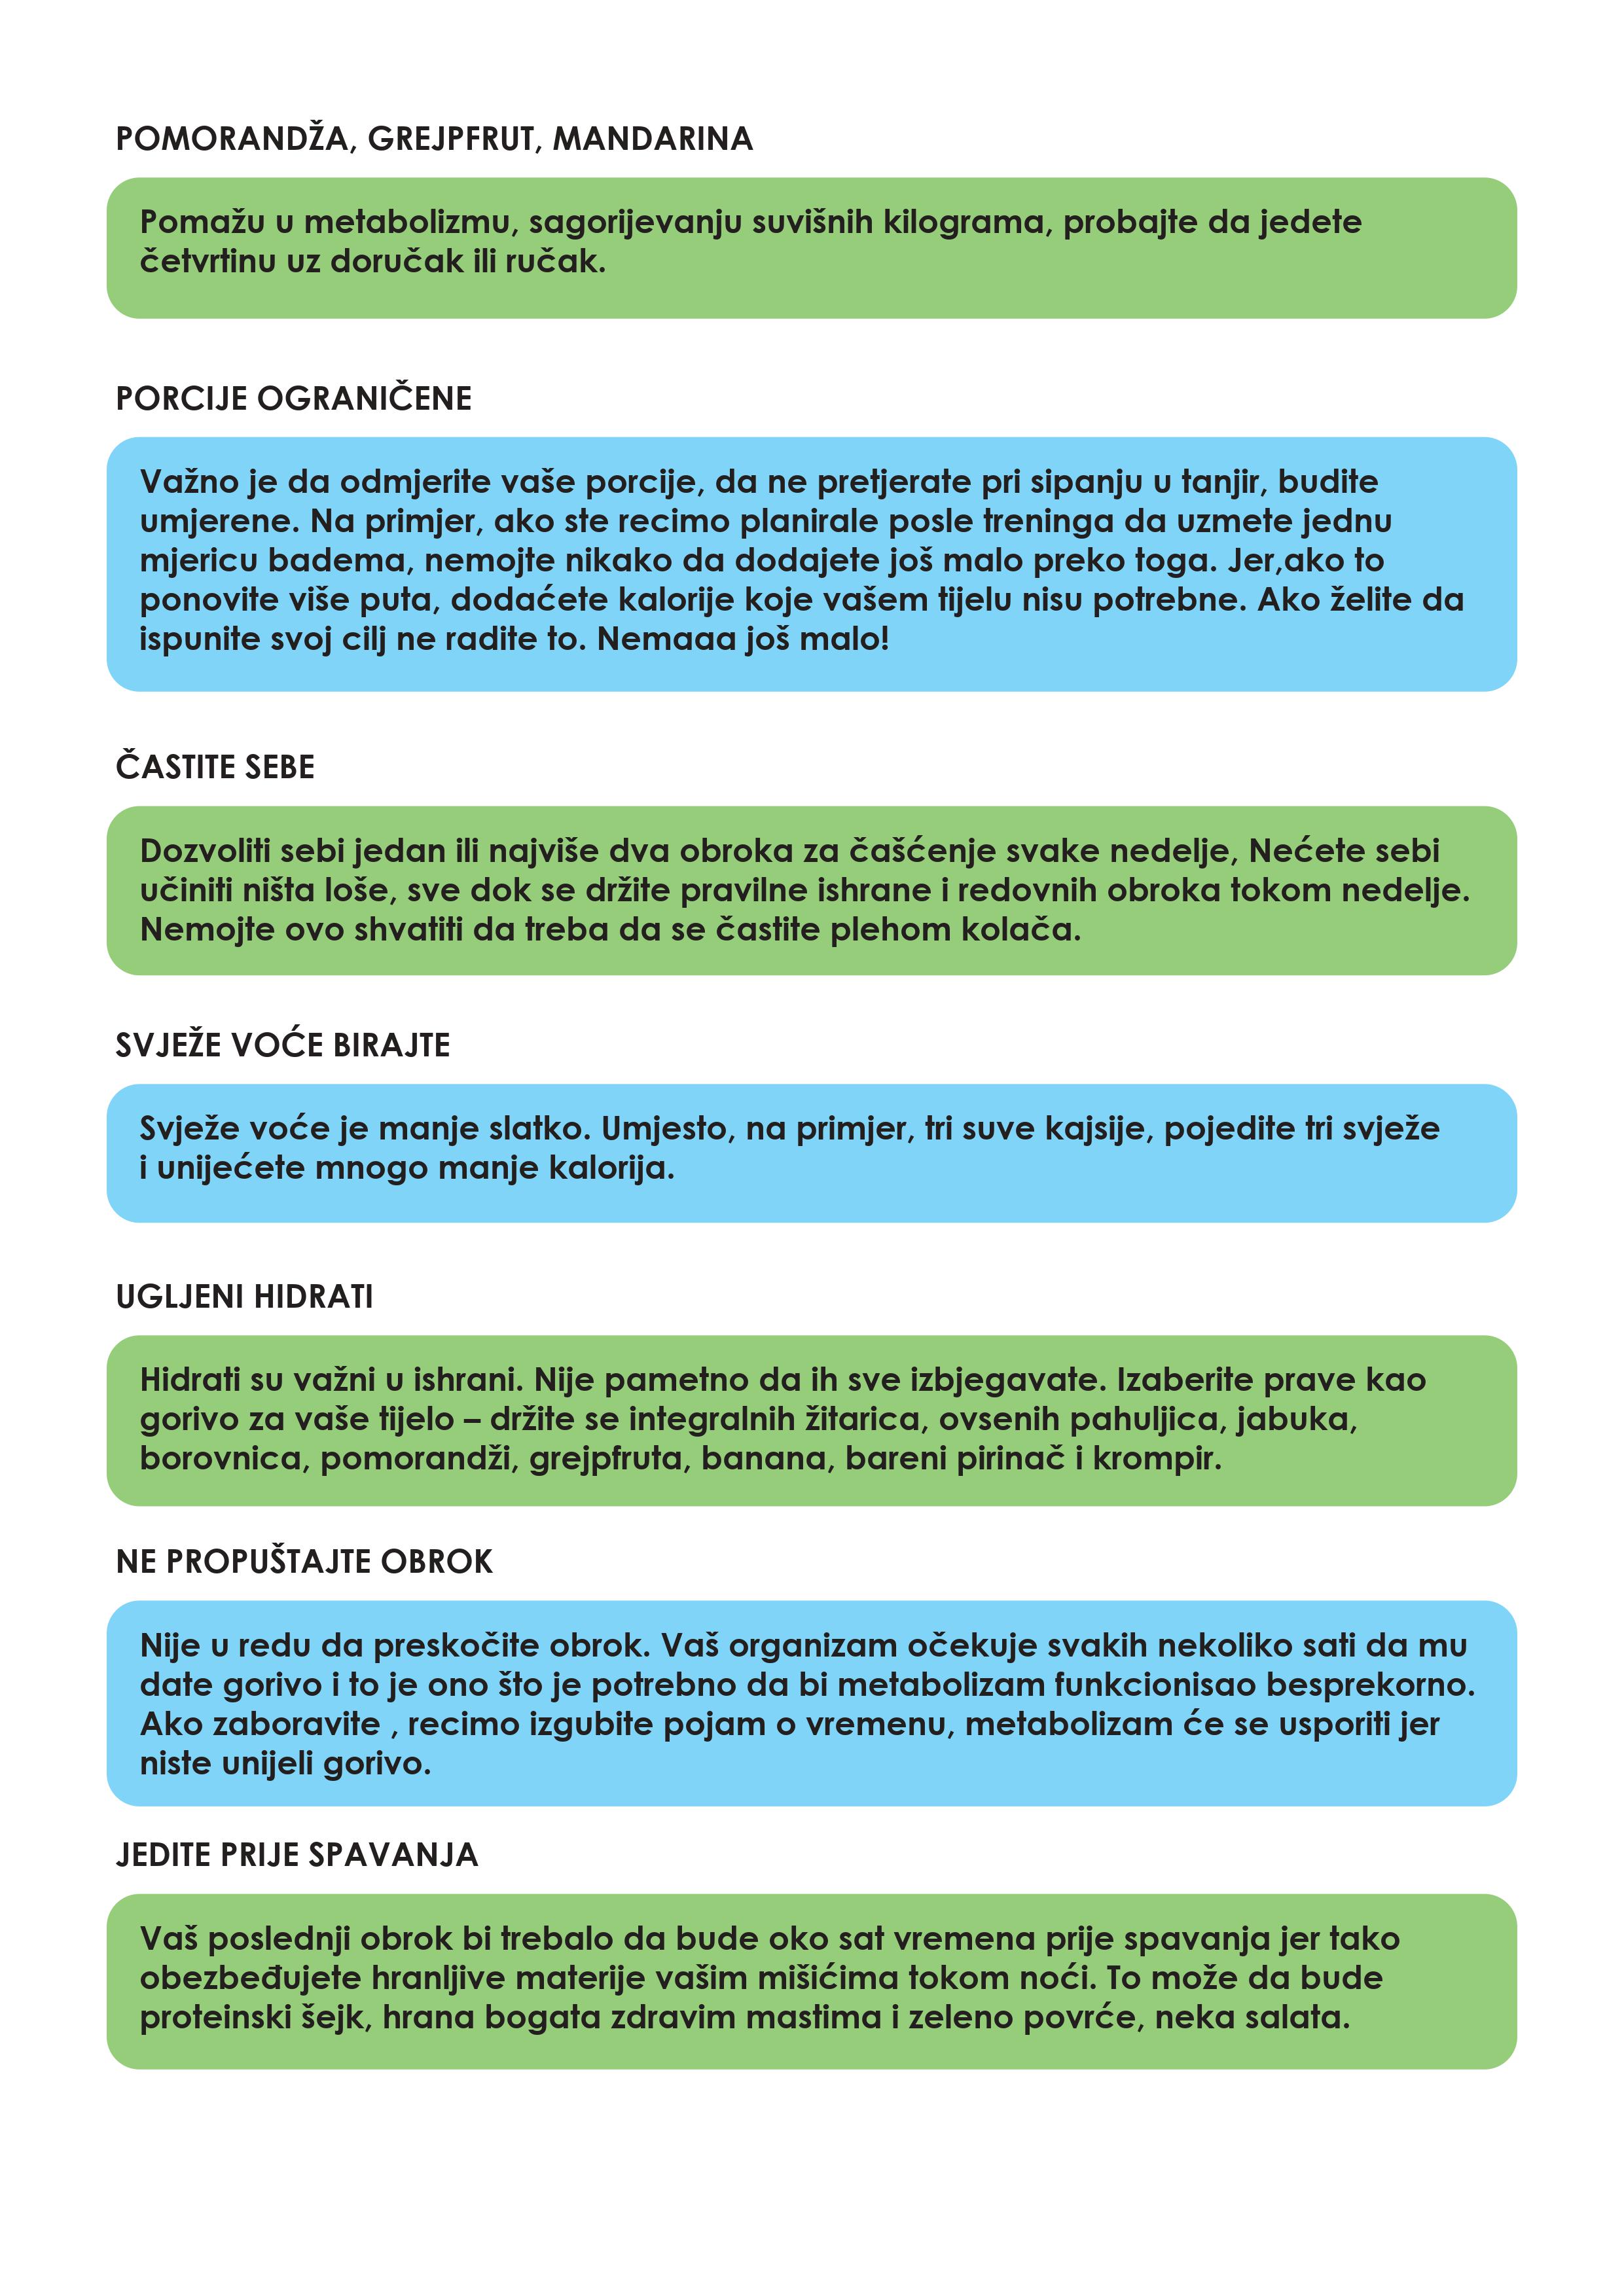 POMORANDŽA, GREJPFRUT, MANDARINA
Pomažu u metabolizmu, sagorijevanju suvišnih kilograma, probajte da jedete
četvrtinu uz doručak ili ručak.
PORCIJE OGRANIČENE
Važno je da odmjerite vaše porcije, da ne pretjerate pri sipanju u tanjir, budite
umjerene. Na primjer, ako ste recimo planirale posle treninga da uzmete jednu
mjericu badema, nemojte nikako da dodajete još malo preko toga. Jer,ako to
ponovite više puta, dodaćete kalorije koje vašem tijelu nisu potrebne. Ako želite da
ispunite svoj cilj ne radite to. Nemaaa još malo!
ČASTITE SEBE
Dozvoliti sebi jedan ili najviše dva obroka za čašćenje svake nedelje, Nećete sebi
učiniti ništa loše, sve dok se držite pravilne ishrane i redovnih obroka tokom nedelje.
Nemojte ovo shvatiti da treba da se častite plehom kolača.
SVJEŽE VOĆE BIRAJTE
Svježe voće je manje slatko. Umjesto, na primjer, tri suve kajsije, pojedite tri svježe
i unijećete mnogo manje kalorija.
UGLJENI HIDRATI
Hidrati su važni u ishrani. Nije pametno da ih sve izbjegavate. Izaberite prave kao
gorivo za vaše tijelo – držite se integralnih žitarica, ovsenih pahuljica, jabuka,
borovnica, pomorandži, grejpfruta, banana, bareni pirinač i krompir.
NE PROPUŠTAJTE OBROK
Nije u redu da preskočite obrok. Vaš organizam očekuje svakih nekoliko sati da mu
date gorivo i to je ono što je potrebno da bi metabolizam funkcionisao besprekorno.
Ako zaboravite , recimo izgubite pojam o vremenu, metabolizam će se usporiti jer
niste unijeli gorivo.
JEDITE PRIJE SPAVANJA
Vaš poslednji obrok bi trebalo da bude oko sat vremena prije spavanja jer tako
obezbeđujete hranljive materije vašim mišićima tokom noći. To može da bude
proteinski šejk, hrana bogata zdravim mastima i zeleno povrće, neka salata.